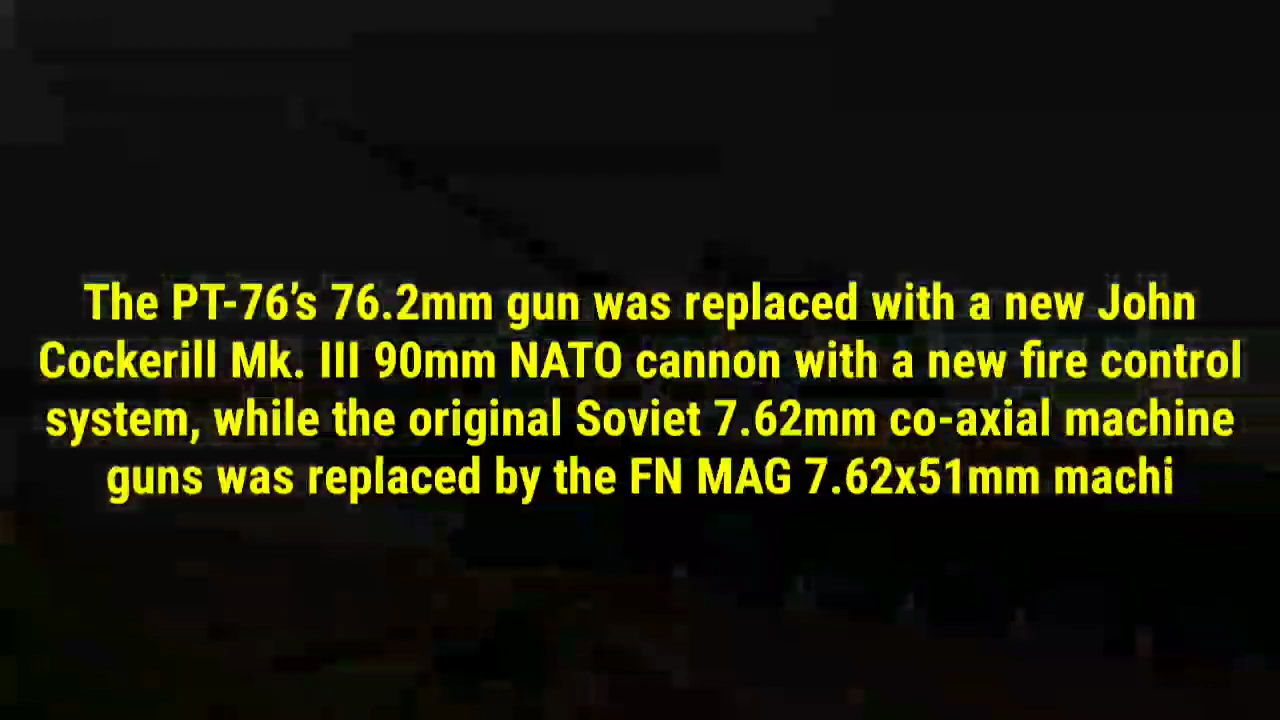 The PT-76’s 76.2mm gun was replaced with a new John
Cockerill Mk. III 90mm NATO cannon with a new fire control
system, while the original Soviet 7.62mm co-axial machine
guns was replaced by the FN MAG 7.62x51mm machi